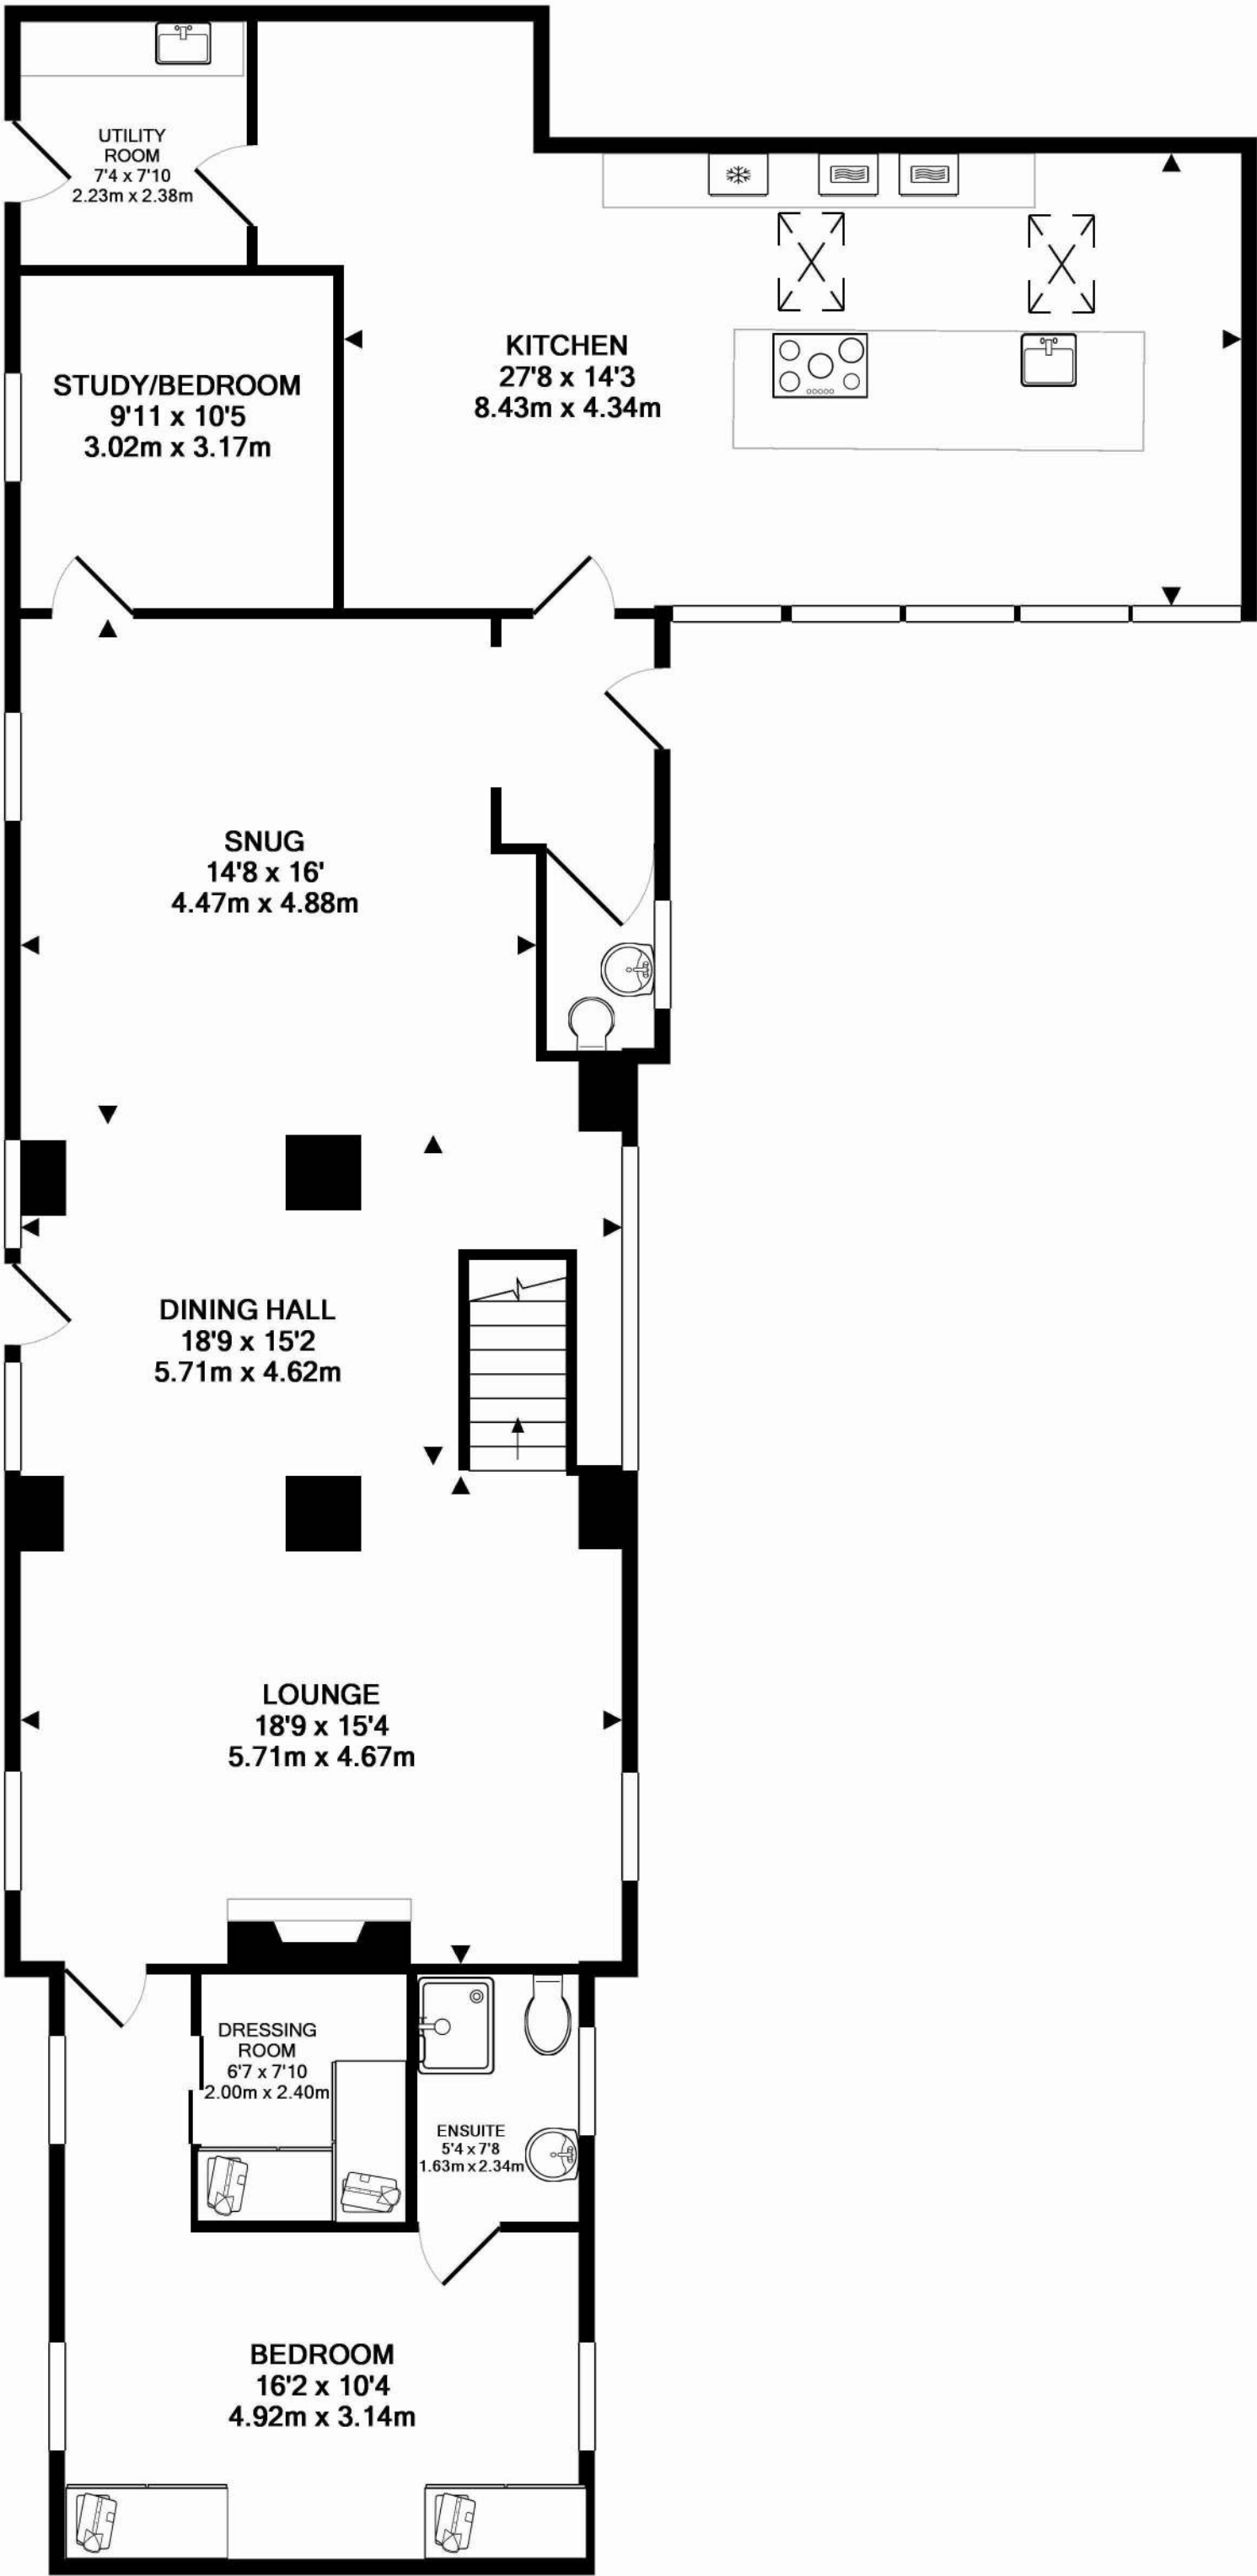 UTILITY
ROOM
7'4 x 7'10
2.23m x 2.38m
KITCHEN
27'8 x 14'3
8.43m x 4.34m
STUDY/BEDROOM
9'11 x 10'5
3.02m x 3.17m
SNUG
14'8 x 16'
4.47m x 4.88m
DINING HALL
18'9 x 15'2
5.71m x 4.62m
LOUNGE
18'9 x 15'4
5.71m x 4.67m
DRESSING
ROOM
6'7 x 7'10
2.00m x 2.40m
ENSUITE
5'4 x 7'8
1.63m x 2.34m
BEDROOM
16'2 x 10'4
4.92m x 3.14m